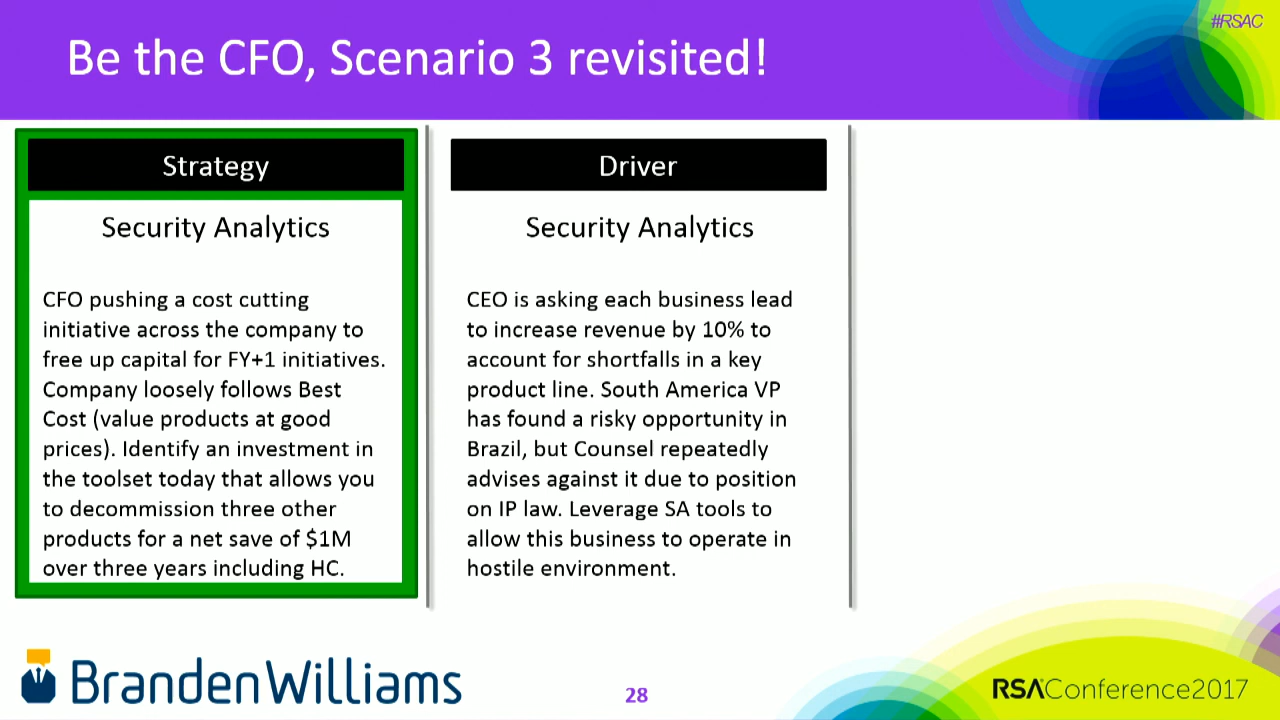 #RSAC
Be the CFO, Scenario 3 revisited!
Strategy
Security Analytics
CFO pushing a cost cutting
initiative across the company to
free up capital for FY+1 initiatives.
Company loosely follows Best
Cost (value products at good
prices). Identify an investment in
the toolset today that allows you
to decommission three other
products for a net save of $1M
over three years including HC.
Driver
Security Analytics
CEO is asking each business lead
to increase revenue by 10% to
account for shortfalls in a key
product line. South America VP
has found a risky opportunity in
Brazil, but Counsel repeatedly
advises against it due to position
on IP law. Leverage SA tools to
allow this business to operate in
hostile environment.
BrandenWilliams
28
RSAConference2017